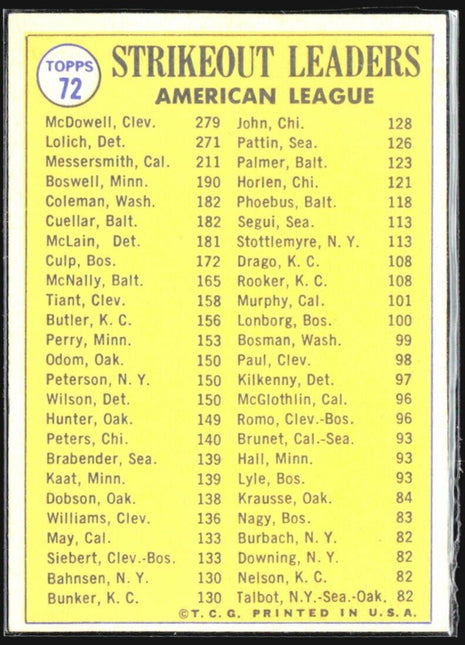 TOPPS
72
STRIKEOUT LEADERS
AMERICAN LEAGUE
McDowell, Clev. 279
Lolich, Det. 271
Messersmith, Cal. 211
Boswell, Minn. 190
Coleman, Wash. 182
Cuellar, Balt. 182
McLain, Det. 181
Culp, Bos. 172
McNally, Balt. 165
Tiant, Clev. 158
Butler, K. C. 156
Perry, Minn. 153
Odom, Oak. 150
Peterson, N. Y. 150
Wilson, Det. 150
Hunter, Oak. 149
Peters, Chi. 140
Brabender, Sea. 139
Kaat, Minn. 139
Dobson, Oak. 138
Williams, Clev. 136
May, Cal. 133
Siebert, Clev.-Bos. 133
Bahnsen, N. Y. 130
Bunker, K. C. 130
John, Chi. 128
Pattin, Sea. 126
Palmer, Balt. 123
Horlen, Chi. 121
Phoebus, Balt. 118
Segui, Sea. 113
Stottlemyre, N. Y. 113
Drago, K. C. 108
Rooker, K. C. 108
Murphy, Cal. 101
Lonborg, Bos. 100
Bosman, Wash. 99
Paul, Clev. 98
Kilkenny, Det. 97
McGlothlin, Cal. 96
Romo, Clev.-Bos. 96
Brunet, Cal.-Sea. 93
Hall, Minn. 93
Lyle, Bos. 93
Krausse, Oak. 84
Nagy, Bos. 83
Burbach, N. Y. 82
Downing, N. Y. 82
Nelson, K. C. 82
Talbot, N.Y.-Sea.-Oak. 82
©T. C. G. PRINTED IN U. S. A.